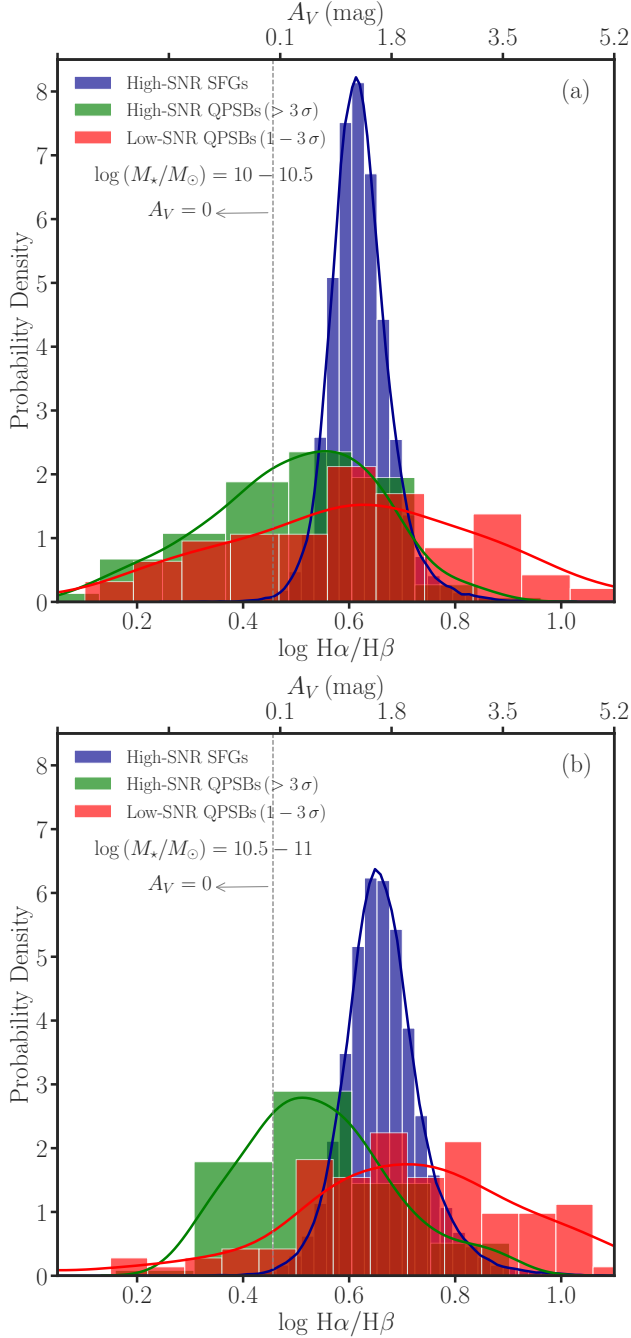 A_V (mag)
0.1 1.8 3.5 5.2
High-SNR SFGs
High-SNR QPSBs (> 3 σ)
Low-SNR QPSBs (1 − 3 σ)
(a)
log (M⋆/M⊙) = 10 − 10.5
A_V = 0
Probability Density
8
7
6
5
4
3
2
1
0
0.2 0.4 0.6 0.8 1.0
log Hα/Hβ
A_V (mag)
0.1 1.8 3.5 5.2
High-SNR SFGs
High-SNR QPSBs (> 3 σ)
Low-SNR QPSBs (1 − 3 σ)
(b)
log (M⋆/M⊙) = 10.5 − 11
A_V = 0
Probability Density
8
7
6
5
4
3
2
1
0
0.2 0.4 0.6 0.8 1.0
log Hα/Hβ